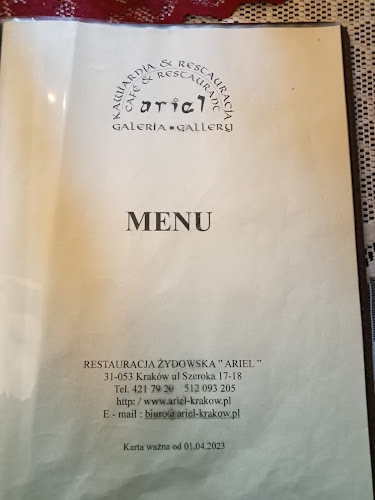 KAWIARNIA & RESTAURACJA
CAFÉ & RESTAURANT
ariel
GALERIA • GALLERY
MENU
RESTAURACJA ŻYDOWSKA " ARIEL "
31-053 Kraków ul Szeroka 17-18
Tel. 421 79 20 512 093 205
http: / www.ariel-krakow.pl
E - mail : biuro@ariel-krakow.pl
Karta ważna od 01.04.2023